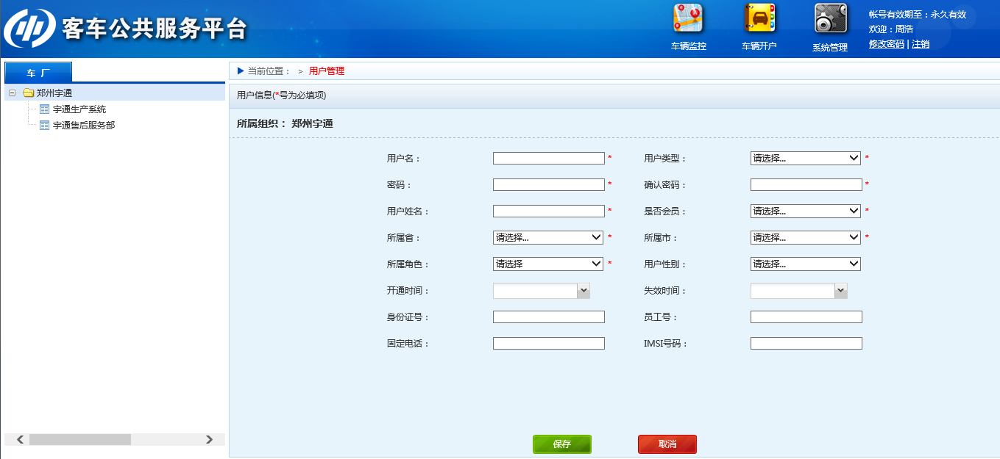 客车公共服务平台
车辆监控
车辆开户
系统管理
帐号有效期至：永久有效
欢迎：周浩
修改密码 | 注销
车 厂
郑州宇通
宇通生产系统
宇通售后服务部
当前位置： > 用户管理
用户信息(*号为必填项)
所属组织： 郑州宇通
用户名： * 用户类型： 请选择... *
密码： * 确认密码： *
用户姓名： * 是否会员： 请选择... *
所属省： 请选择... * 所属市： 请选择... *
所属角色： 请选择 * 用户性别： 请选择...
开通时间： 失效时间：
身份证号： 员工号：
固定电话： IMSI号码：
保存 取消